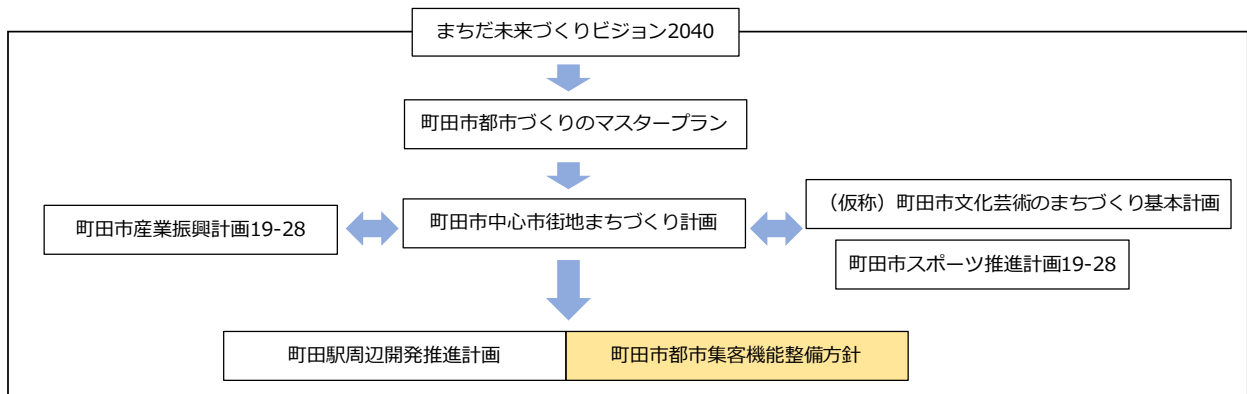 まちだ未来づくりビジョン2040
町田市都市づくりのマスタープラン
町田市産業振興計画19-28
町田市中心市街地まちづくり計画
（仮称）町田市文化芸術のまちづくり基本計画
町田市スポーツ推進計画19-28
町田駅周辺開発推進計画
町田市都市集客機能整備方針